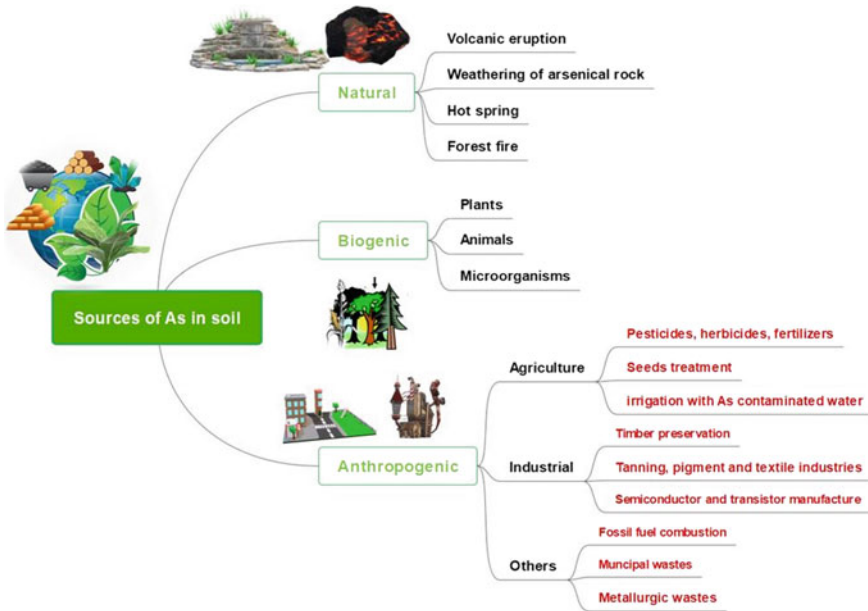 Sources of As in soil
Natural
Volcanic eruption
Weathering of arsenical rock
Hot spring
Forest fire
Biogenic
Plants
Animals
Microorganisms
Anthropogenic
Agriculture
Pesticides, herbicides, fertilizers
Seeds treatment
irrigation with As contaminated water
Industrial
Timber preservation
Tanning, pigment and textile industries
Semiconductor and transistor manufacture
Others
Fossil fuel combustion
Muncipal wastes
Metallurgic wastes